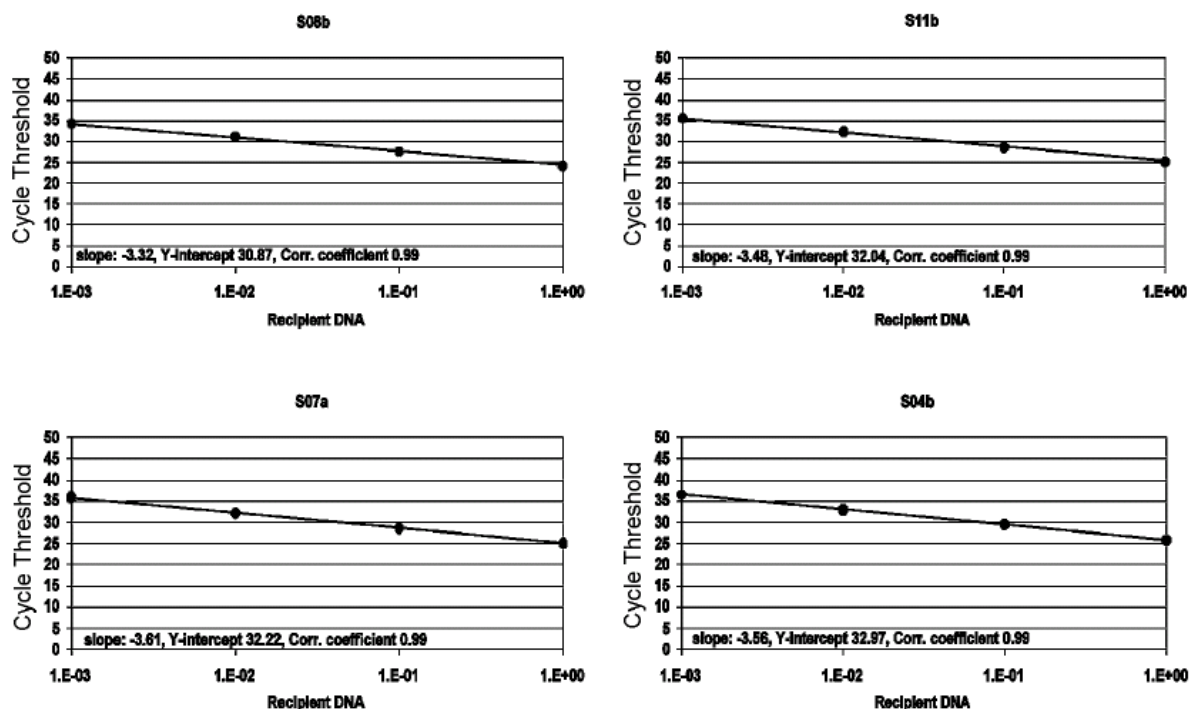 S08b
Cycle Threshold
50
45
40
35
30
25
20
15
10
5
0
slope: -3.32, Y-intercept 30.87, Corr. coefficient 0.99
1.E-03 1.E-02 1.E-01 1.E+00
Recipient DNA
S11b
Cycle Threshold
50
45
40
35
30
25
20
15
10
5
0
slope: -3.48, Y-intercept 32.04, Corr. coefficient 0.99
1.E-03 1.E-02 1.E-01 1.E+00
Recipient DNA
S07a
Cycle Threshold
50
45
40
35
30
25
20
15
10
5
0
slope: -3.61, Y-intercept 32.22, Corr. coefficient 0.99
1.E-03 1.E-02 1.E-01 1.E+00
Recipient DNA
S04b
Cycle Threshold
50
45
40
35
30
25
20
15
10
5
0
slope: -3.56, Y-intercept 32.97, Corr. coefficient 0.99
1.E-03 1.E-02 1.E-01 1.E+00
Recipient DNA